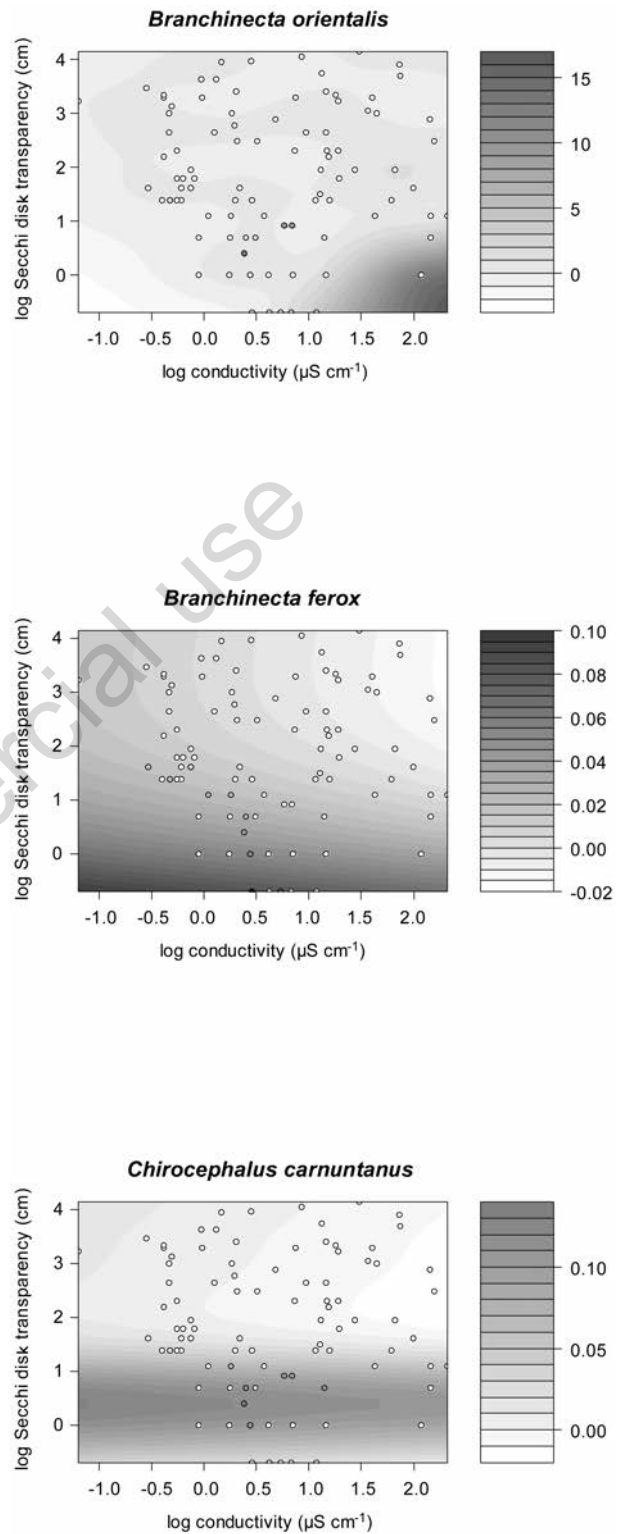 Branchinecta orientalis
log Secchi disk transparency (cm)
4
3
2
1
0
-1.0 -0.5 0.0 0.5 1.0 1.5 2.0
log conductivity (µS cm-1)
15
10
5
0
Branchinecta ferox
log Secchi disk transparency (cm)
4
3
2
1
0
-1.0 -0.5 0.0 0.5 1.0 1.5 2.0
log conductivity (µS cm-1)
0.10
0.08
0.06
0.04
0.02
0.00
-0.02
Chirocephalus carnuntanus
log Secchi disk transparency (cm)
4
3
2
1
0
-1.0 -0.5 0.0 0.5 1.0 1.5 2.0
log conductivity (µS cm-1)
0.10
0.05
0.00
ercial use